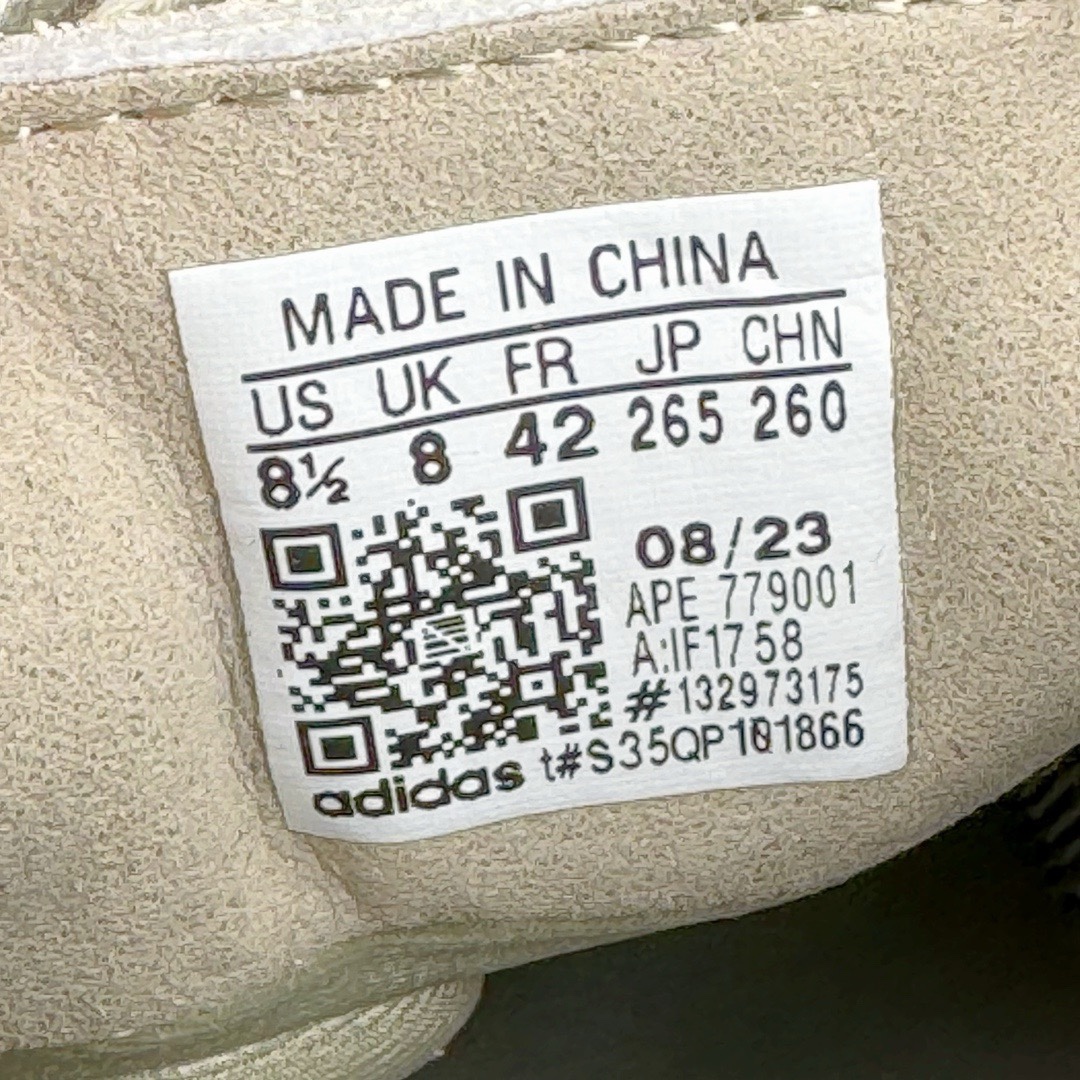 MADE IN CHINA
US UK FR JP CHN
8½ 8 42 265 260
08/23
APE 779001
A:IF1758
#132973175
t#S35QP101866
adidas